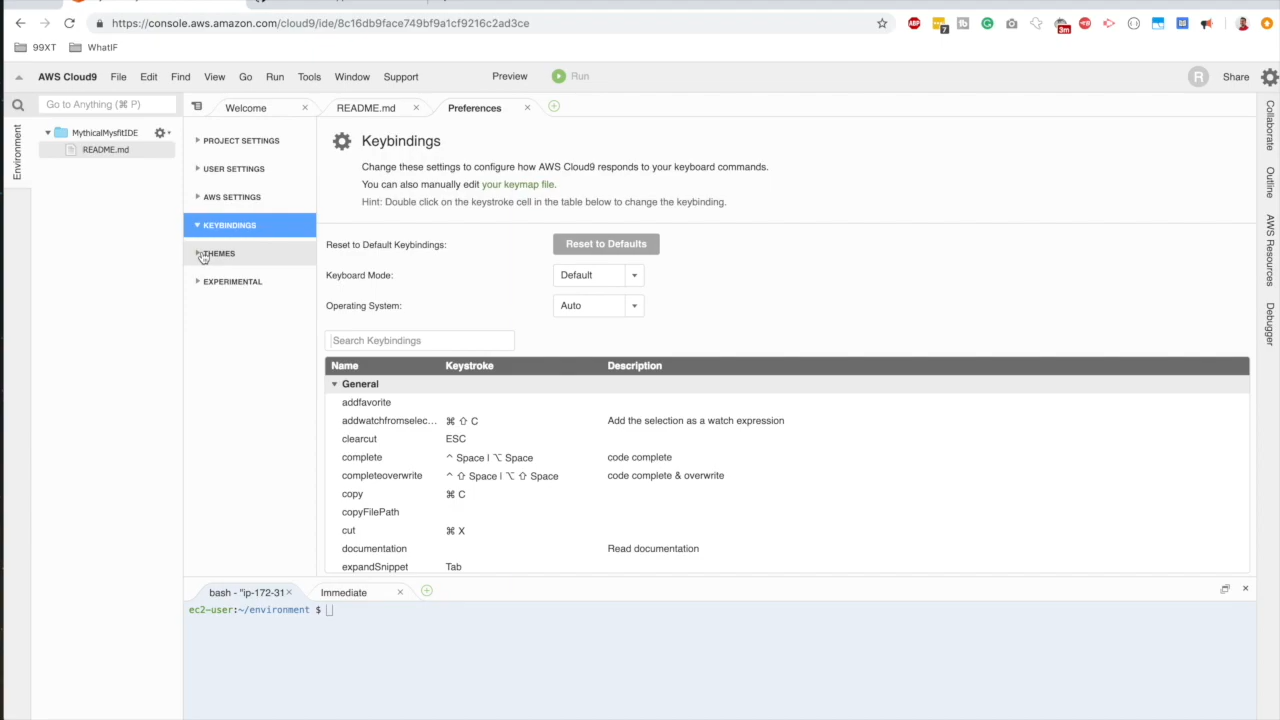 https://console.aws.amazon.com/cloud9/ide/8c16db9face749bf9a1cf9216c2ad3ce
ABP
7
3m
99XT
WhatIF
AWS Cloud9 File Edit Find View Go Run Tools Window Support Preview Run R Share
Go to Anything (⌘ P)
Welcome
README.md
Preferences
Environment
MythicalMysfitIDE
README.md
PROJECT SETTINGS
USER SETTINGS
AWS SETTINGS
KEYBINDINGS
THEMES
EXPERIMENTAL
Keybindings
Change these settings to configure how AWS Cloud9 responds to your keyboard commands.
You can also manually edit your keymap file.
Hint: Double click on the keystroke cell in the table below to change the keybinding.
Reset to Default Keybindings: Reset to Defaults
Keyboard Mode: Default
Operating System: Auto
Search Keybindings
Name Keystroke Description
General
addfavorite
addwatchfromselec... ⌘ ⇧ C Add the selection as a watch expression
clearcut ESC
complete ^ Space | ⌥ Space code complete
completeoverwrite ^ ⇧ Space | ⌥ ⇧ Space code complete & overwrite
copy ⌘ C
copyFilePath
cut ⌘ X
documentation Read documentation
expandSnippet Tab
bash - "ip-172-31
Immediate
ec2-user:~/environment $
Collaborate
Outline
AWS Resources
Debugger